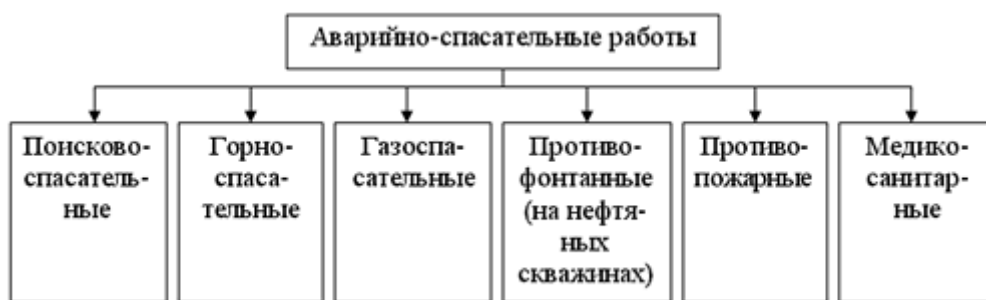 Аварийно-спасательные работы
Поисково-
спасатель-
ные
Горно-
спаса-
тельные
Газоспа-
сательные
Противо-
фонтанные
(на нефтя-
ных
скважинах)
Противо-
пожарные
Медико-
санитар-
ные